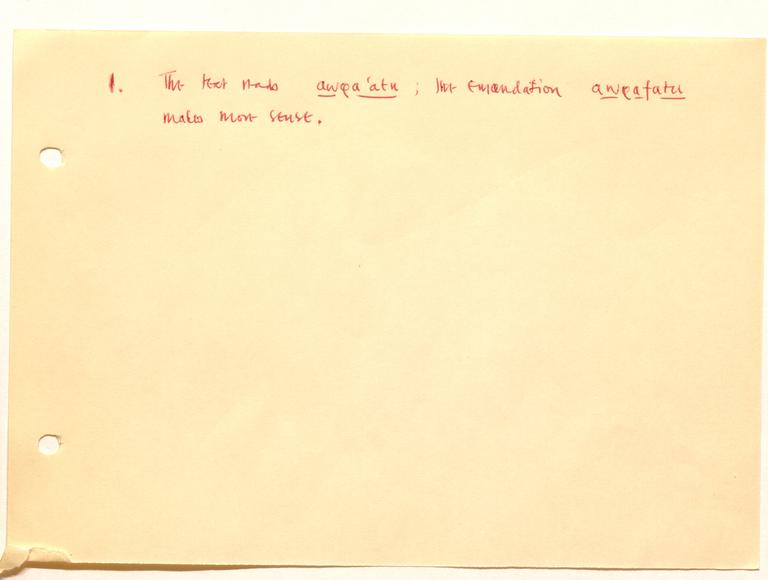 1. The text reads awqa'atu ; the emendation awqafatu
makes more sense.